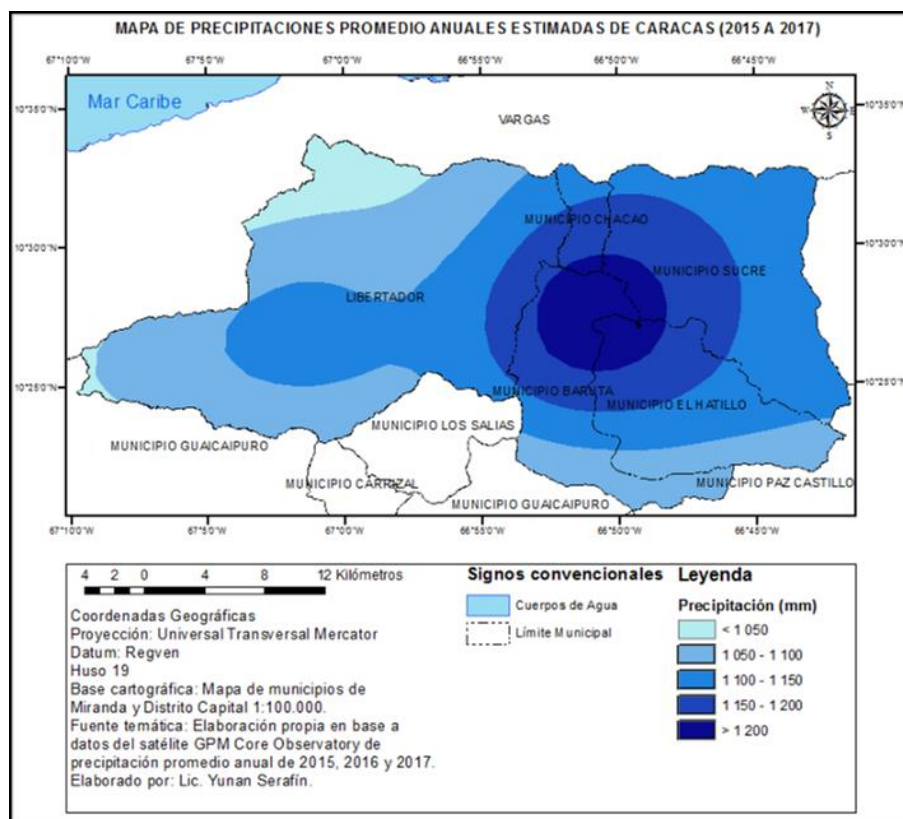 MAPA DE PRECIPITACIONES PROMEDIO ANUALES ESTIMADAS DE CARACAS (2015 A 2017)
67°10'0"W 67°5'0"W 67°0'0"W 66°55'0"W 66°50'0"W 66°45'0"W
Mar Caribe
N
W E
S
10°35'0"N 10°35'0"N
VARGAS
MUNICIPIO CHACAO
10°30'0"N 10°30'0"N
MUNICIPIO SUCRE
LIBERTADOR
10°25'0"N 10°25'0"N
MUNICIPIO BARUTA
MUNICIPIO EL HATILLO
MUNICIPIO LOS SALIAS
MUNICIPIO GUAICAIPURO
MUNICIPIO CARRIZAL
MUNICIPIO PAZ CASTILLO
MUNICIPIO GUAICAIPURO
67°10'0"W 67°5'0"W 67°0'0"W 66°55'0"W 66°50'0"W 66°45'0"W
4 2 0 4 8 12 Kilómetros
Coordenadas Geográficas
Proyección: Universal Transversal Mercator
Datum: Regven
Huso 19
Base cartográfica: Mapa de municipios de
Miranda y Distrito Capital 1:100.000.
Fuente temática: Elaboración propia en base a
datos del satélite GPM Core Observatory de
precipitación promedio anual de 2015, 2016 y 2017.
Elaborado por: Lic. Yunan Serafín.
Signos convencionales
Cuerpos de Agua
Límite Municipal
Leyenda
Precipitación (mm)
< 1 050
1 050 - 1 100
1 100 - 1 150
1 150 - 1 200
> 1 200